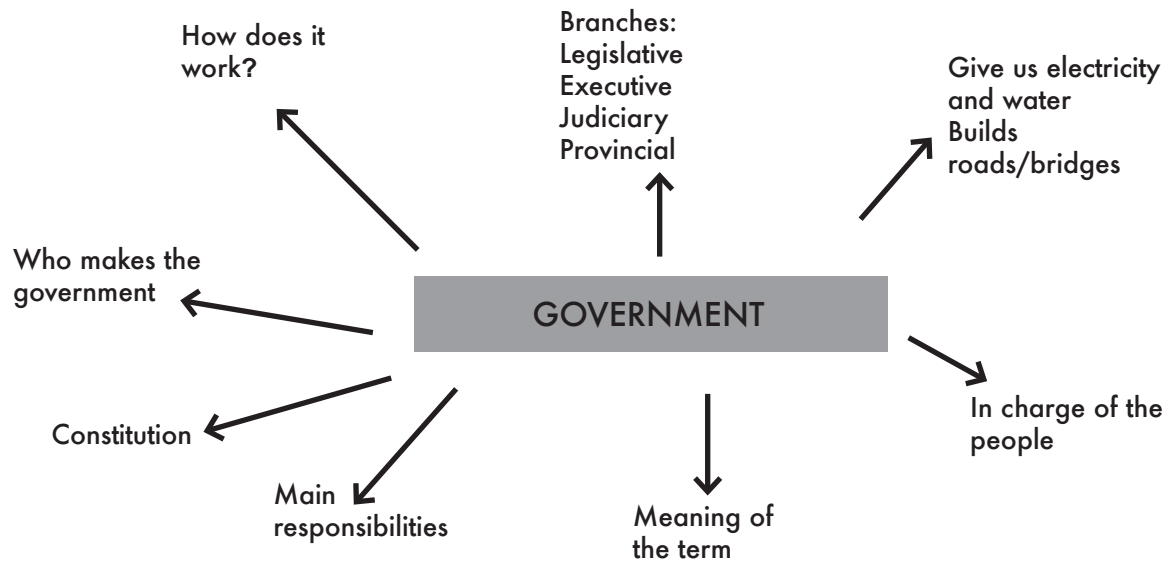 How does it
work?
Branches:
Legislative
Executive
Judiciary
Provincial
Give us electricity
and water
Builds
roads/bridges
Who makes the
government
GOVERNMENT
In charge of the
people
Constitution
Main
responsibilities
Meaning of
the term